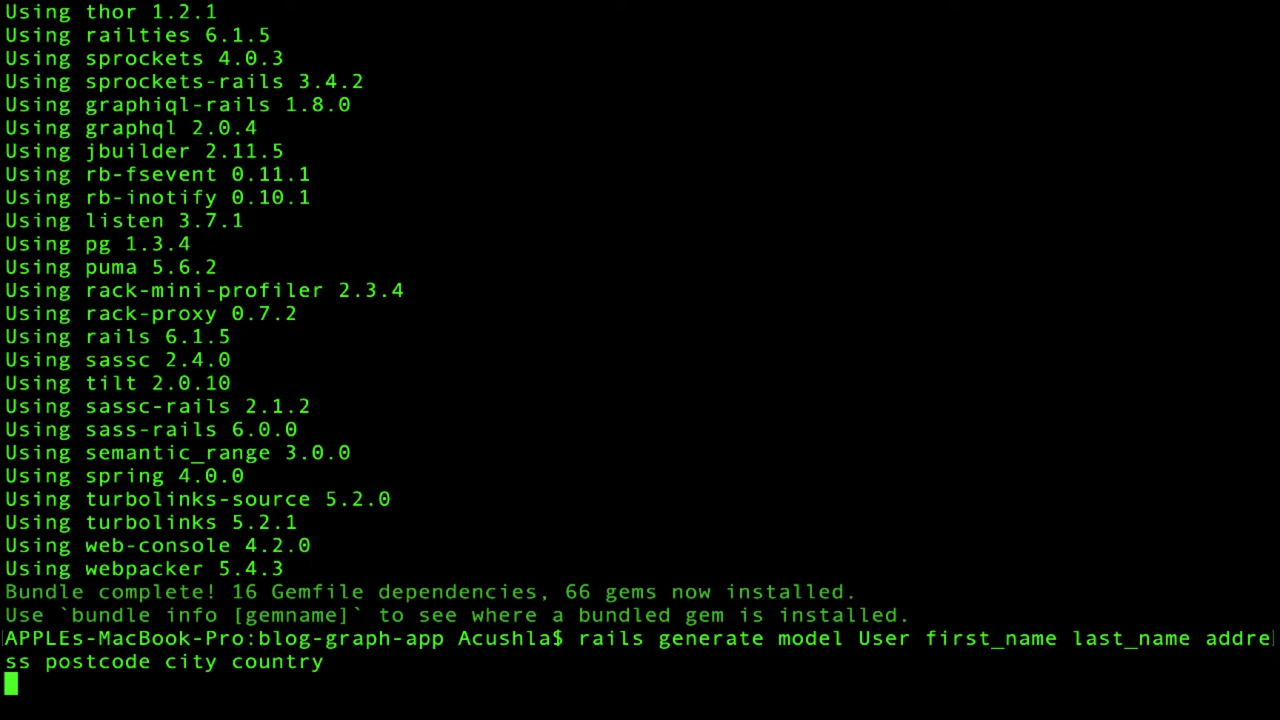 Using thor 1.2.1
Using railties 6.1.5
Using sprockets 4.0.3
Using sprockets-rails 3.4.2
Using graphiql-rails 1.8.0
Using graphql 2.0.4
Using jbuilder 2.11.5
Using rb-fsevent 0.11.1
Using rb-inotify 0.10.1
Using listen 3.7.1
Using pg 1.3.4
Using puma 5.6.2
Using rack-mini-profiler 2.3.4
Using rack-proxy 0.7.2
Using rails 6.1.5
Using sassc 2.4.0
Using tilt 2.0.10
Using sassc-rails 2.1.2
Using sass-rails 6.0.0
Using semantic_range 3.0.0
Using spring 4.0.0
Using turbolinks-source 5.2.0
Using turbolinks 5.2.1
Using web-console 4.2.0
Using webpacker 5.4.3
Bundle complete! 16 Gemfile dependencies, 66 gems now installed.
Use `bundle info [gemname]` to see where a bundled gem is installed.
APPLEs-MacBook-Pro:blog-graph-app Acushla$ rails generate model User first_name last_name addre
ss postcode city country